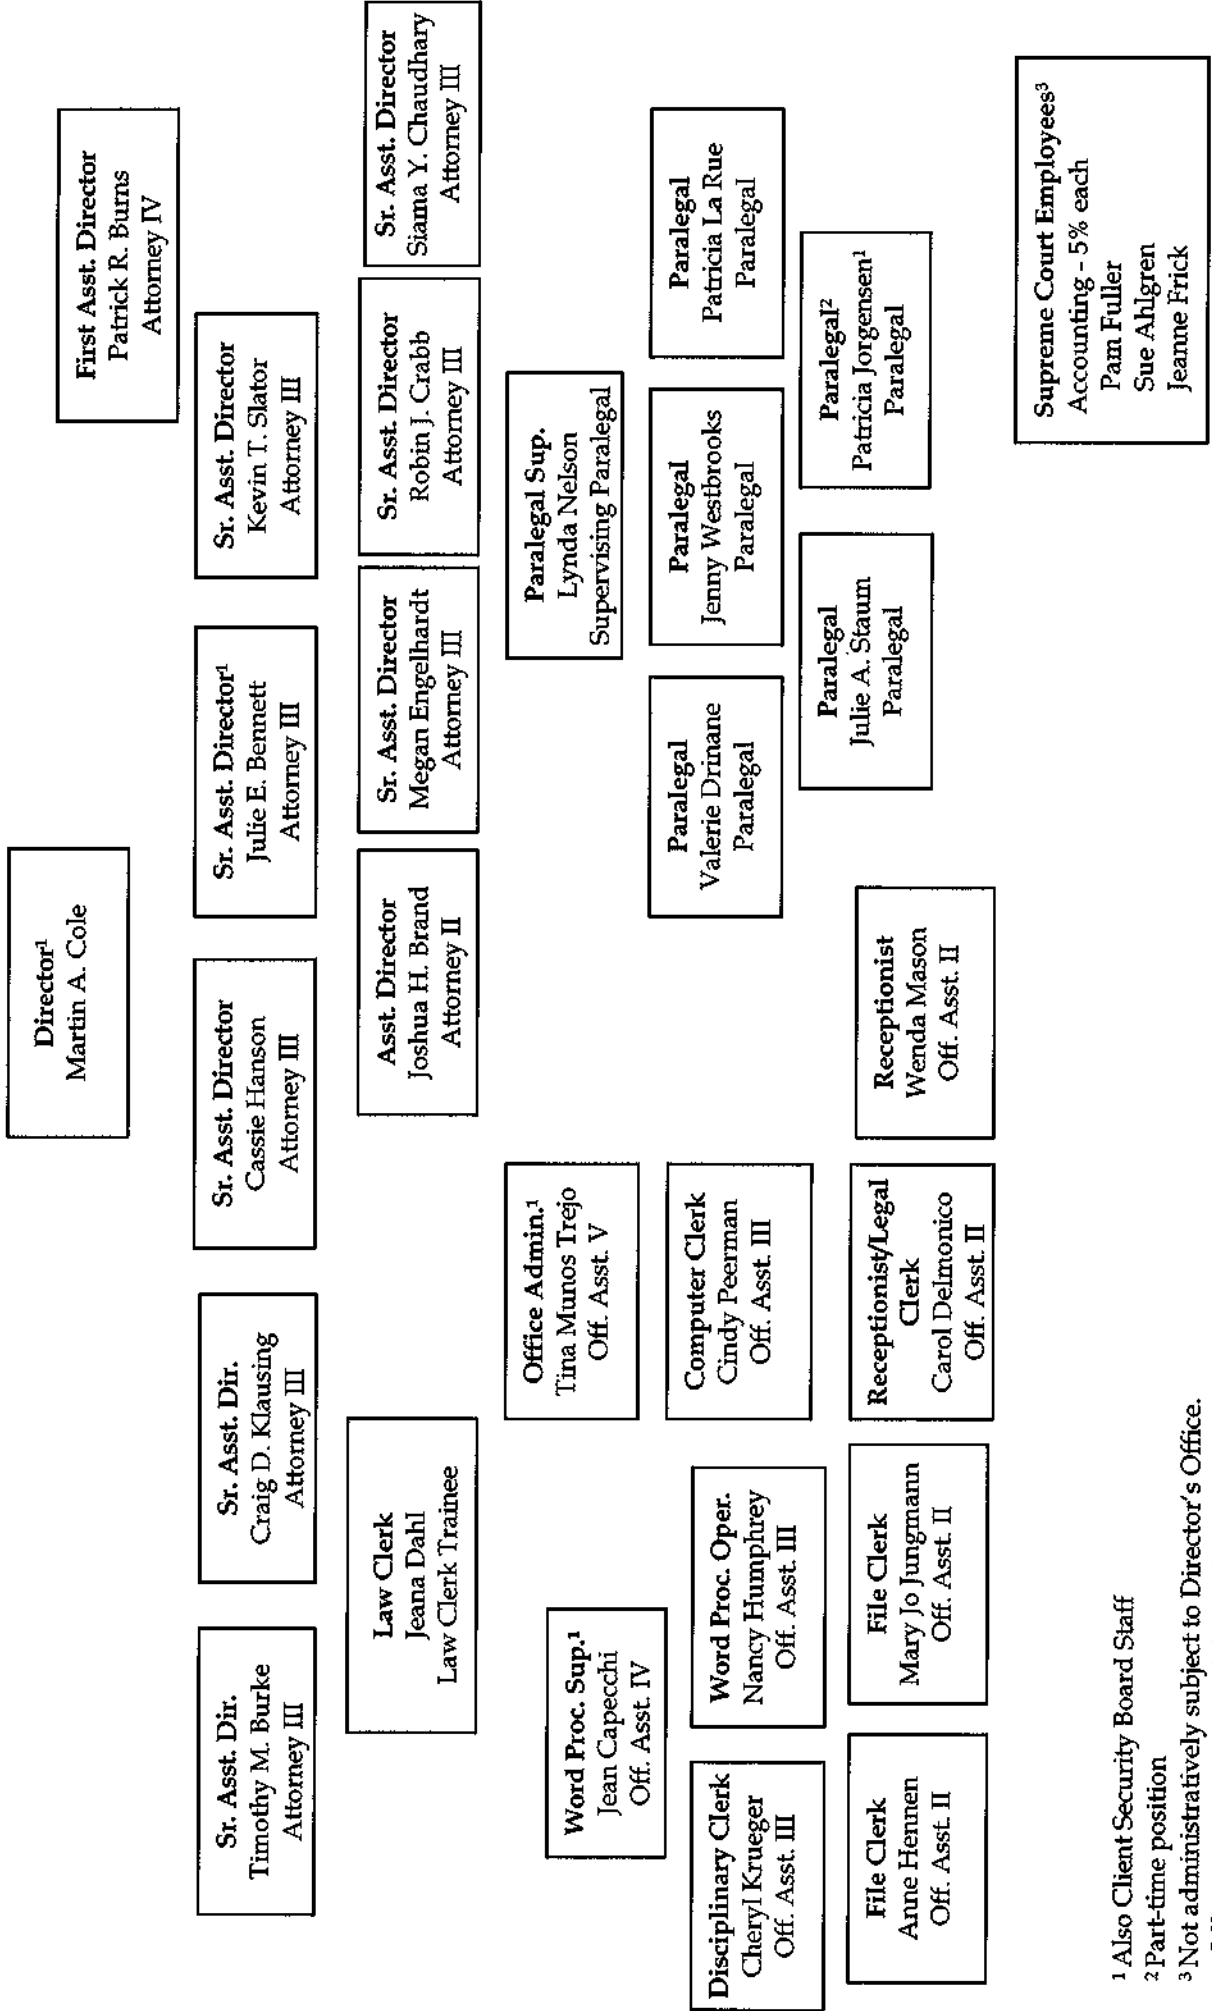 Director¹
Martin A. Cole
First Asst. Director
Patrick R. Burns
Attorney IV
Sr. Asst. Dir.
Timothy M. Burke
Attorney III
Sr. Asst. Dir.
Craig D. Klausing
Attorney III
Sr. Asst. Director
Cassie Hanson
Attorney III
Sr. Asst. Director¹
Julie E. Bennett
Attorney III
Sr. Asst. Director
Kevin T. Slator
Attorney III
Law Clerk
Jeana Dahl
Law Clerk Trainee
Asst. Director
Joshua H. Brand
Attorney II
Sr. Asst. Director
Megan Engelhardt
Attorney III
Sr. Asst. Director
Robin J. Crabb
Attorney III
Sr. Asst. Director
Siama Y. Chaudhary
Attorney III
Word Proc. Sup.¹
Jean Capecchi
Off. Asst. IV
Office Admin.¹
Tina Munos Trejo
Off. Asst. V
Paralegal Sup.
Lynda Nelson
Supervising Paralegal
Disciplinary Clerk
Cheryl Krueger
Off. Asst. III
Word Proc. Oper.
Nancy Humphrey
Off. Asst. III
Computer Clerk
Cindy Peerman
Off. Asst. III
Paralegal
Valerie Drinane
Paralegal
Paralegal
Jenny Westbrooks
Paralegal
Paralegal
Patricia La Rue
Paralegal
File Clerk
Anne Hennen
Off. Asst. II
File Clerk
Mary Jo Jungmann
Off. Asst. II
Receptionist/Legal
Clerk
Carol Delmonico
Off. Asst. II
Receptionist
Wenda Mason
Off. Asst. II
Paralegal
Julie A. Staum
Paralegal
Paralegal²
Patricia Jorgensen¹
Paralegal
Supreme Court Employees³
Accounting - 5% each
Pam Fuller
Sue Ahlgren
Jeanne Frick
¹ Also Client Security Board Staff
² Part-time position
³ Not administratively subject to Director's Office.